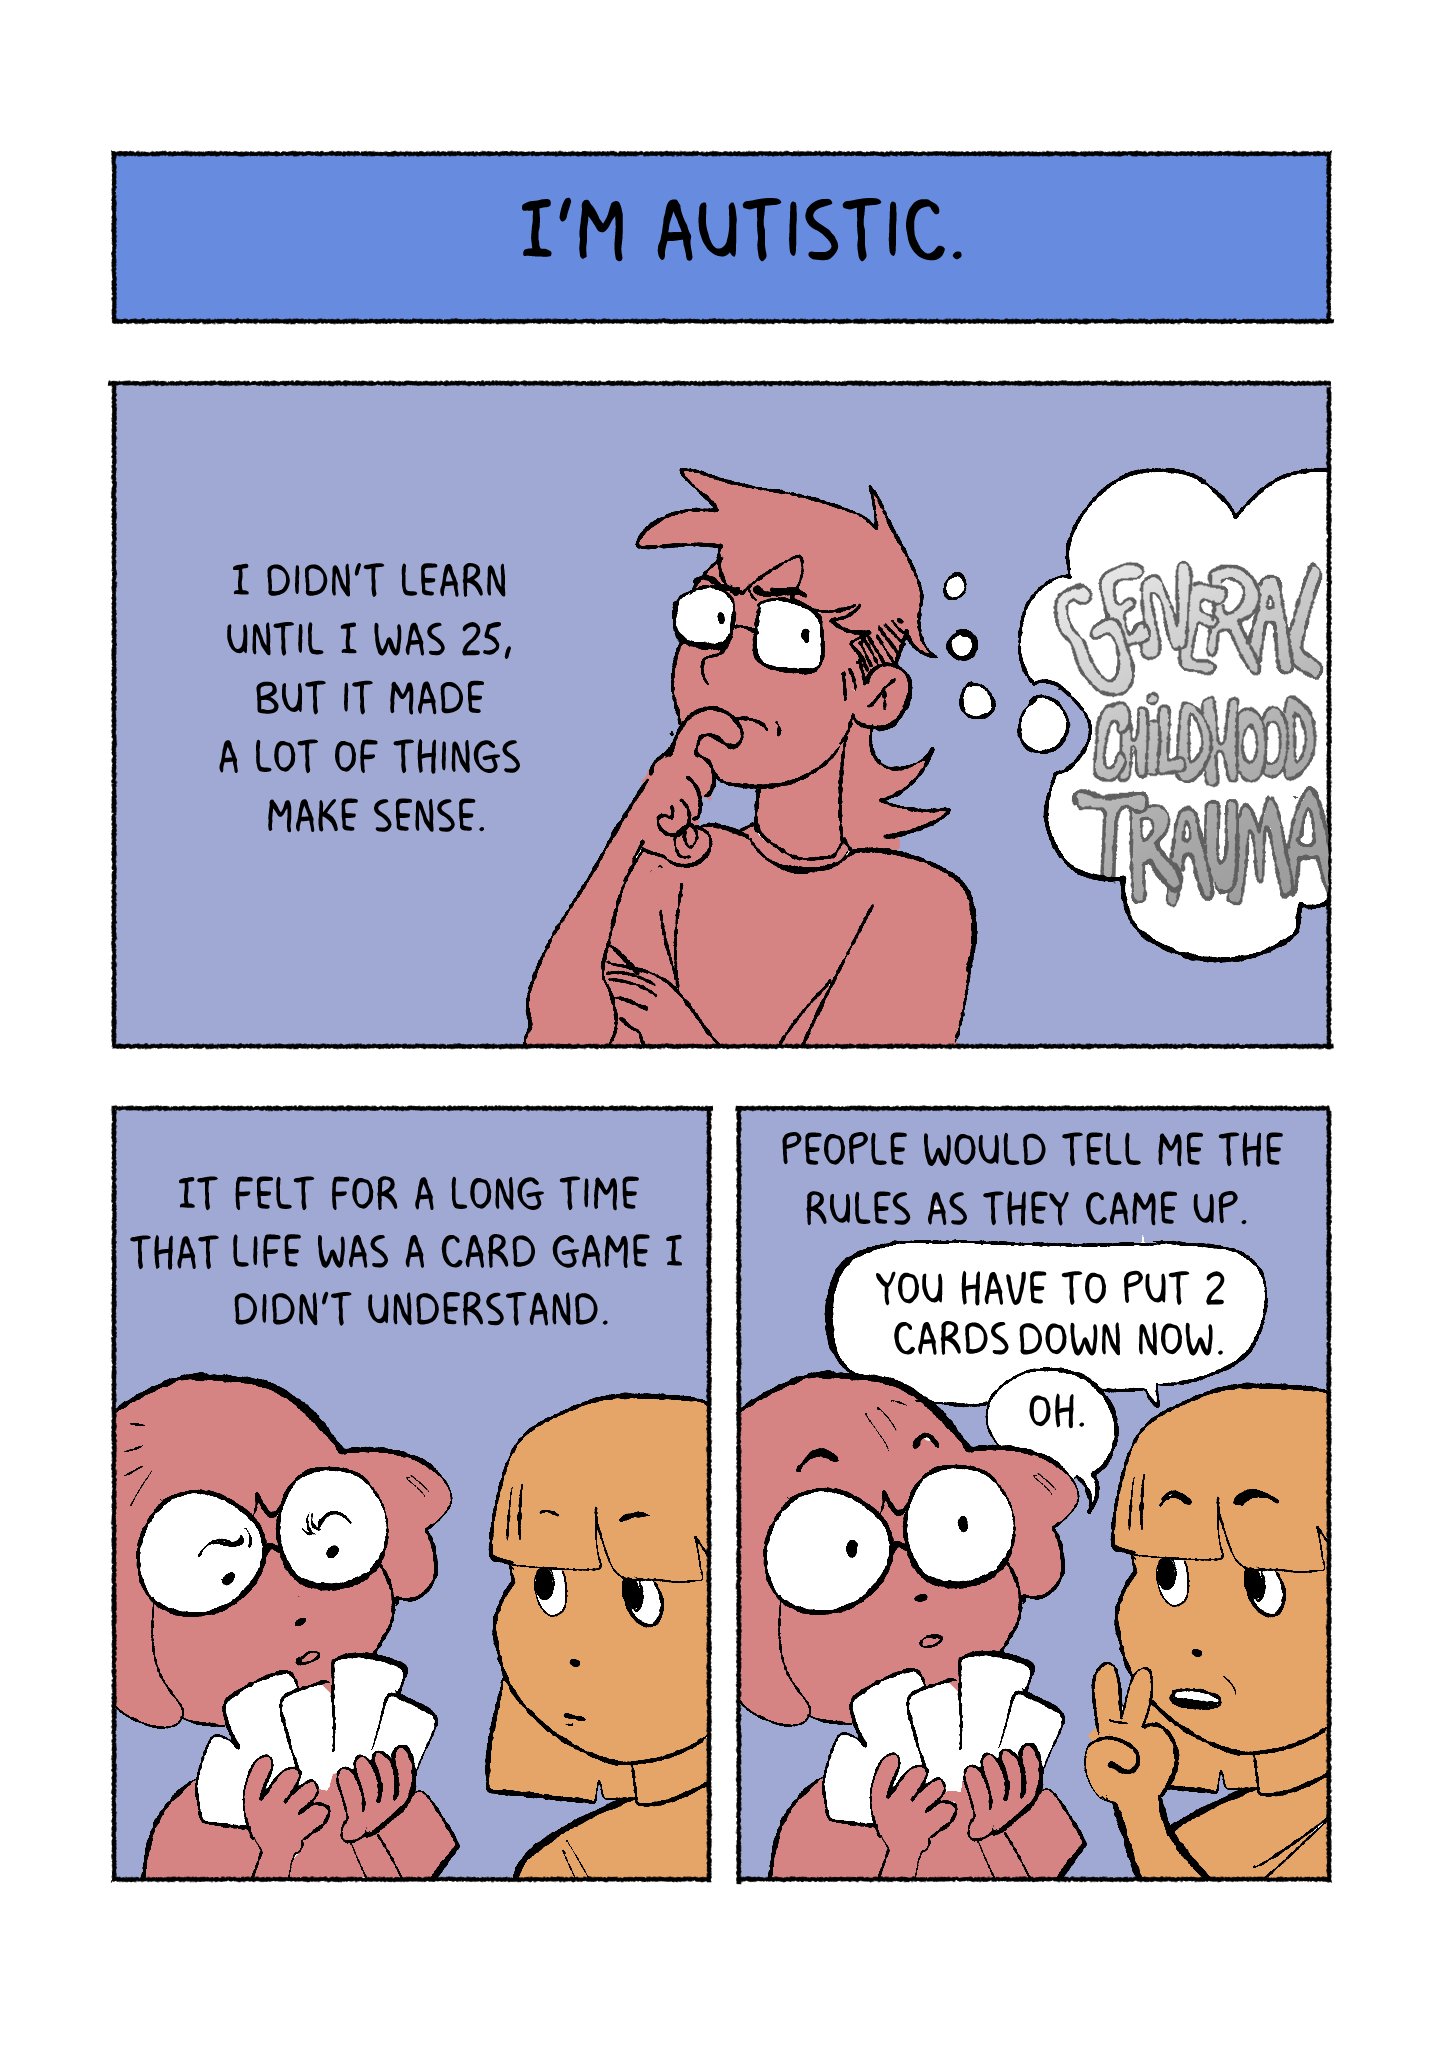 I'M AUTISTIC.
I DIDN'T LEARN
UNTIL I WAS 25,
BUT IT MADE
A LOT OF THINGS
MAKE SENSE.
GENERAL
CHILDHOOD
TRAUMA
IT FELT FOR A LONG TIME
THAT LIFE WAS A CARD GAME I
DIDN'T UNDERSTAND.
PEOPLE WOULD TELL ME THE
RULES AS THEY CAME UP.
YOU HAVE TO PUT 2
CARDS DOWN NOW.
OH.